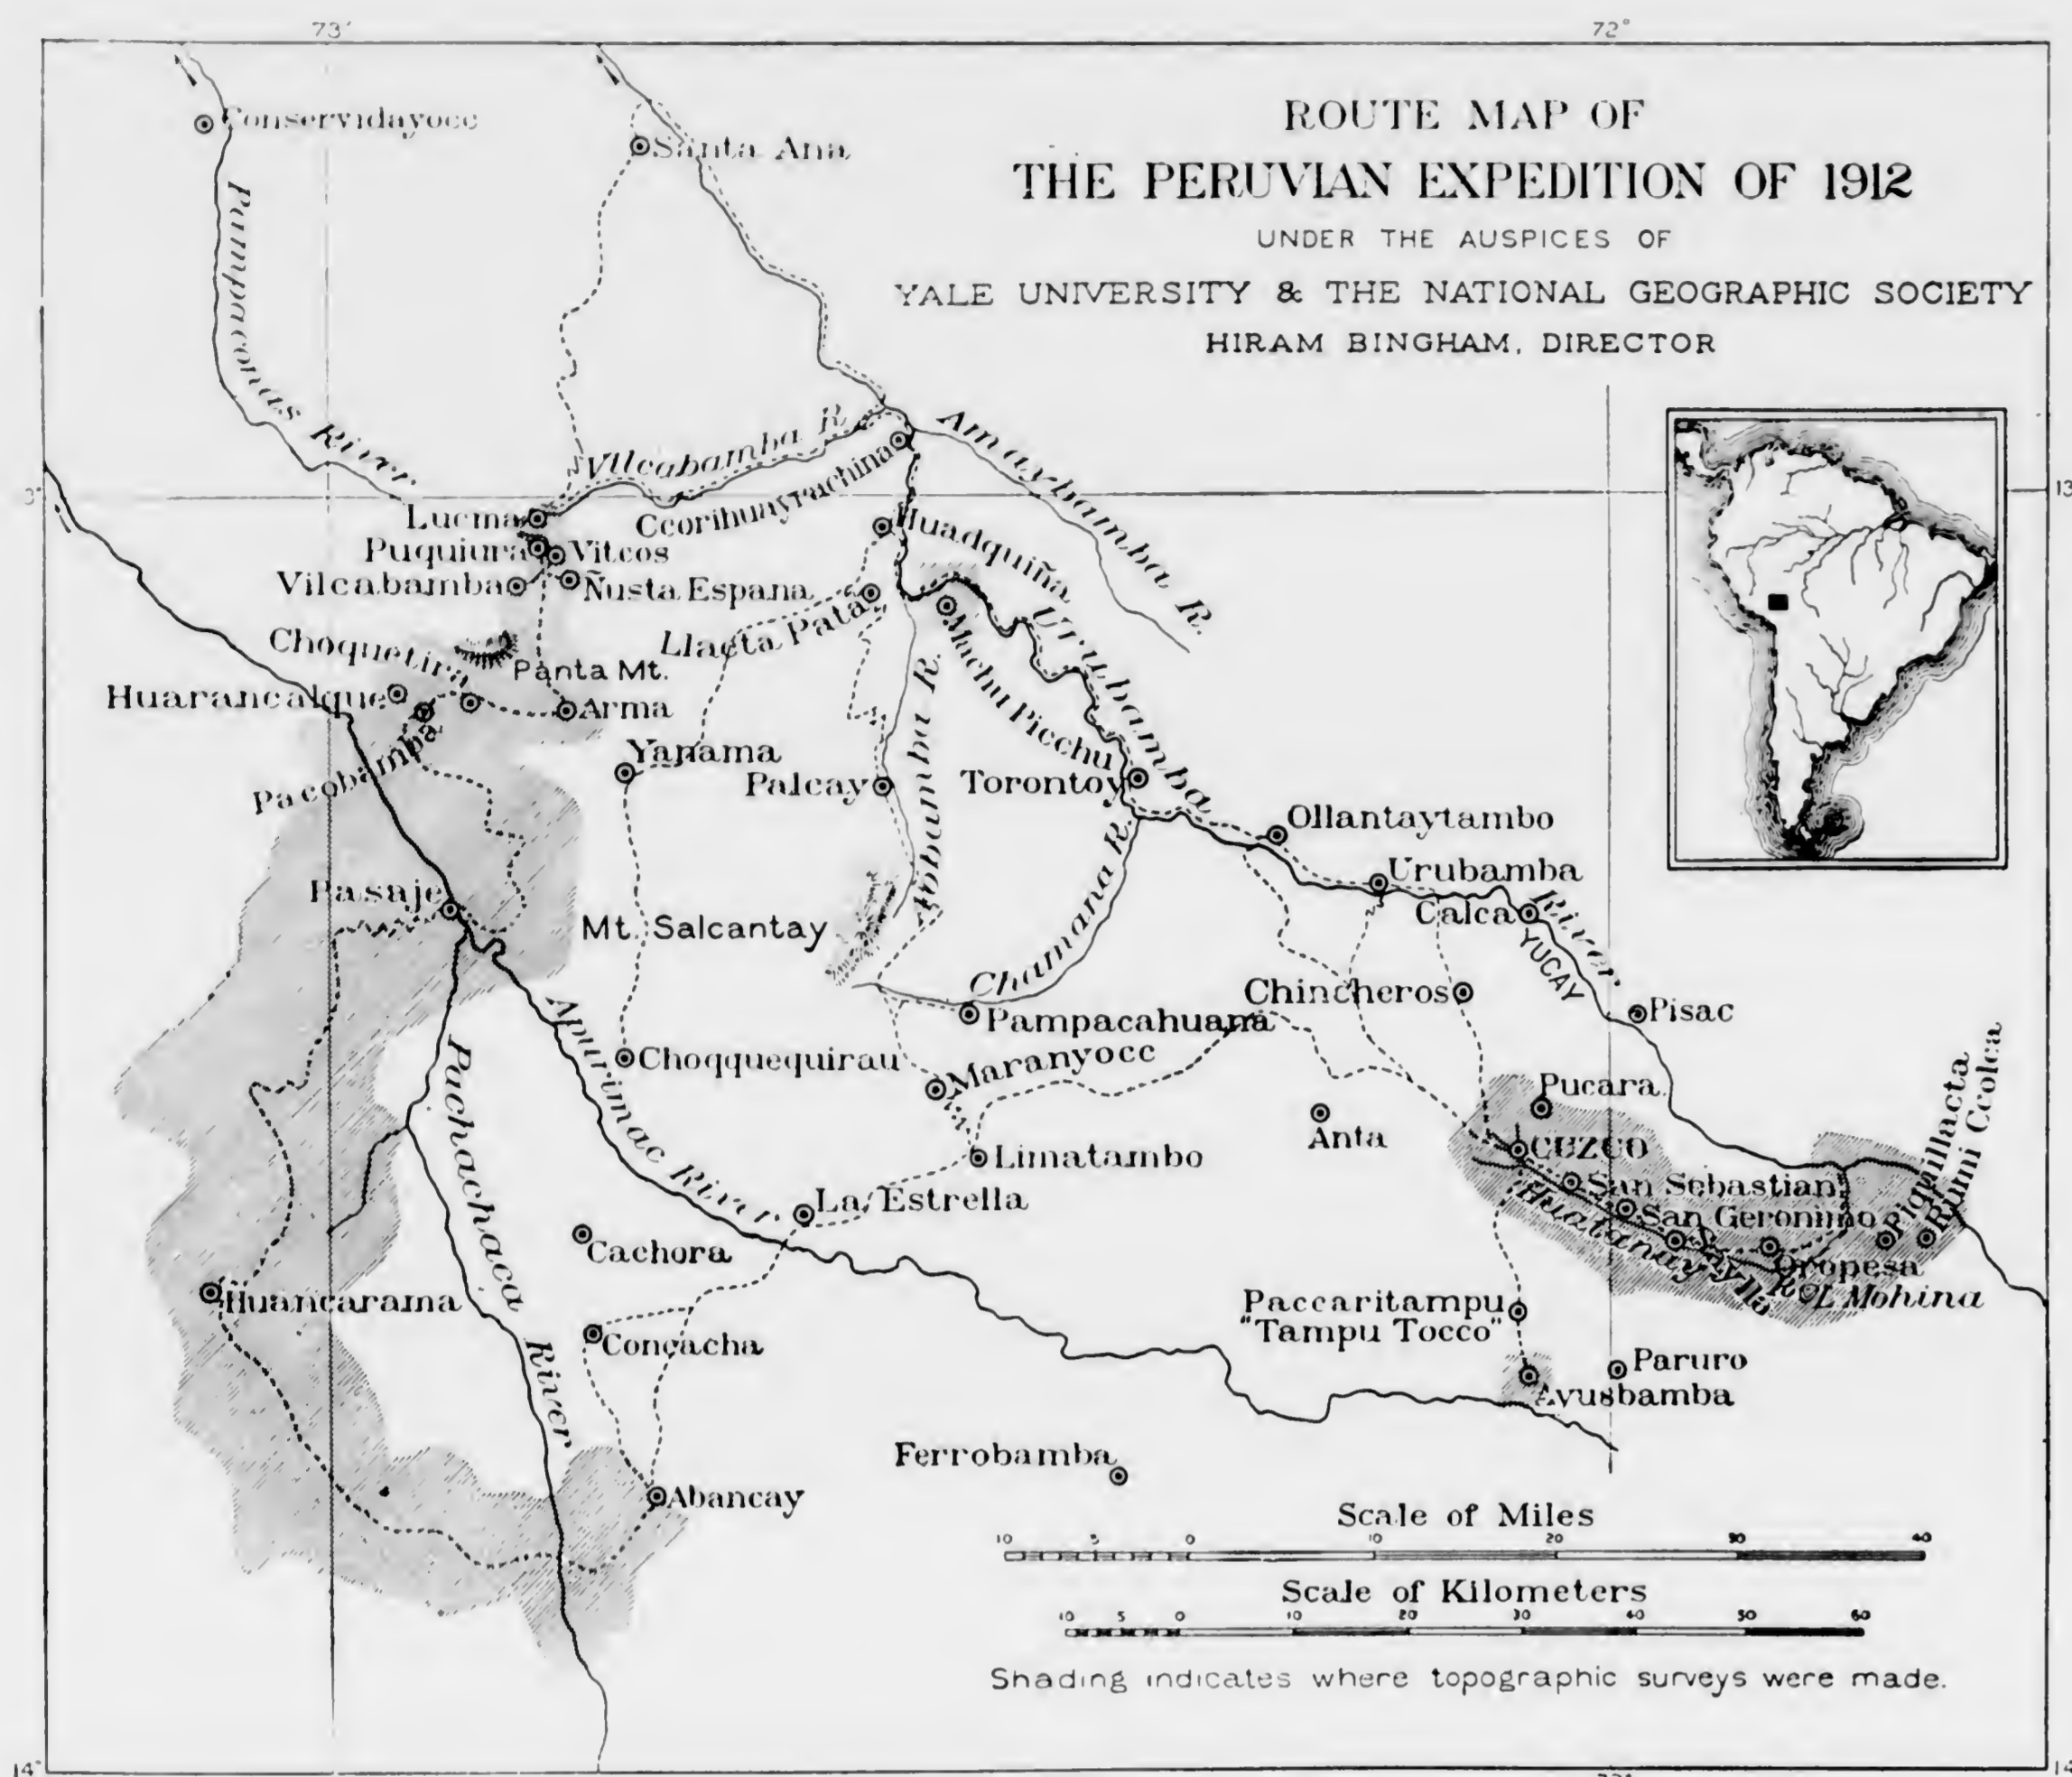 73°
72°
ROUTE MAP OF
THE PERUVIAN EXPEDITION OF 1912
UNDER THE AUSPICES OF
YALE UNIVERSITY & THE NATIONAL GEOGRAPHIC SOCIETY
HIRAM BINGHAM, DIRECTOR
Conservidayocc
Santa Ana
Pampaconas River
Vilcabamba R.
Amaybamba R.
Ccorihuayrachina
3°
13
Lucma
Puquiura
Vitcos
Vilcabamba
Ñusta Espana
Huadquiña
Llacta Pata
Machu Picchu
Urubamba River
Choquetira
Panta Mt.
Huarancalque
Arma
Pacobamba
Yanama
Palcay
Aobamba R.
Torontoy
Ollantaytambo
Urubamba
Calca
YUCAY
Pasaje
Mt. Salcantay
Chamana R.
Chincheros
Pisac
Pampacahuana
Apurimac River
Choqquequirau
Maranyocc
Pachachaca River
Pucara
Anta
CUZCO
Limatambo
San Sebastian
San Geronimo
Piquillacta
Rumi Ccolca
Huatanay R.
Saylla
Oropesa
L. Mohina
La Estrella
Cachora
Huancarama
Concacha
Paccaritampu
"Tampu Tocco"
Paruro
Ayusbamba
Ferrobamba
Abancay
Scale of Miles
10 5 0 10 20 30 40
Scale of Kilometers
10 5 0 10 20 30 40 50 60
Shading indicates where topographic surveys were made.
14°